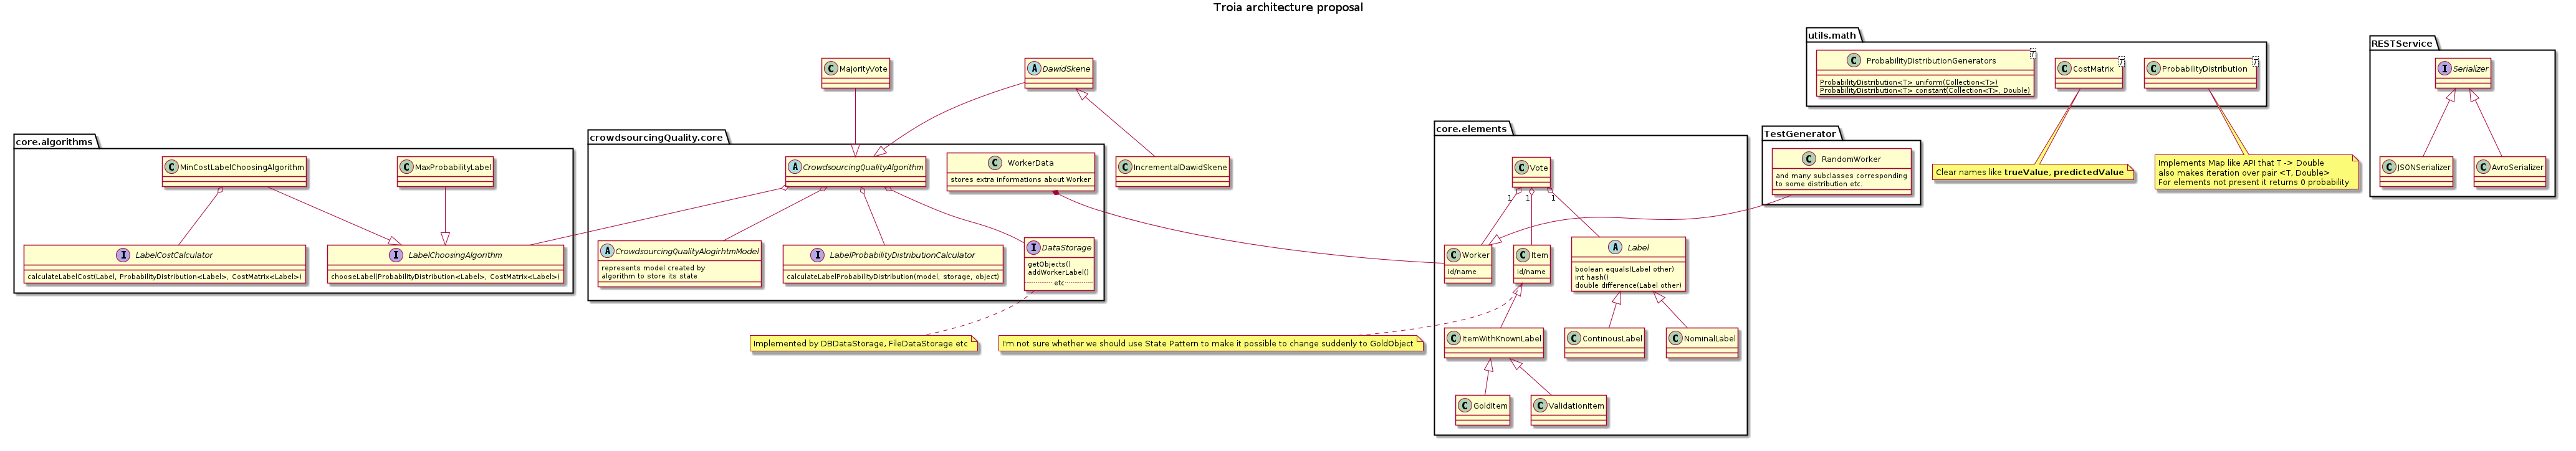 Troia architecture proposal
core.algorithms
C MinCostLabelChoosingAlgorithm
C MaxProbabilityLabel
I LabelCostCalculator
calculateLabelCost(Label, ProbabilityDistribution<Label>, CostMatrix<Label>)
I LabelChoosingAlgorithm
chooseLabel(ProbabilityDistribution<Label>, CostMatrix<Label>)
C MajorityVote
A DawidSkene
C IncrementalDawidSkene
crowdsourcingQuality.core
A CrowdsourcingQualityAlgorithm
C WorkerData
stores extra informations about Worker
A CrowdsourcingQualityAlogirhtmModel
represents model created by
algorithm to store its state
I LabelProbabilityDistributionCalculator
calculateLabelProbabilityDistribution(model, storage, object)
I DataStorage
getObjects()
addWorkerLabel()
etc
Implemented by DBDataStorage, FileDataStorage etc
I'm not sure whether we should use State Pattern to make it possible to change suddenly to GoldObject
core.elements
C Vote
1
1
1
C Worker
id/name
C Item
id/name
A Label
boolean equals(Label other)
int hash()
double difference(Label other)
C ItemWithKnownLabel
C ContinousLabel
C NominalLabel
C GoldItem
C ValidationItem
TestGenerator
C RandomWorker
and many subclasses corresponding
to some distribution etc.
utils.math
C ProbabilityDistributionGenerators
T
ProbabilityDistribution<T> uniform(Collection<T>)
ProbabilityDistribution<T> constant(Collection<T>, Double)
C CostMatrix
T
C ProbabilityDistribution
T
Clear names like trueValue, predictedValue
Implements Map like API that T -> Double
also makes iteration over pair <T, Double>
For elements not present it returns 0 probability
RESTService
I Serializer
C JSONSerializer
C AvroSerializer